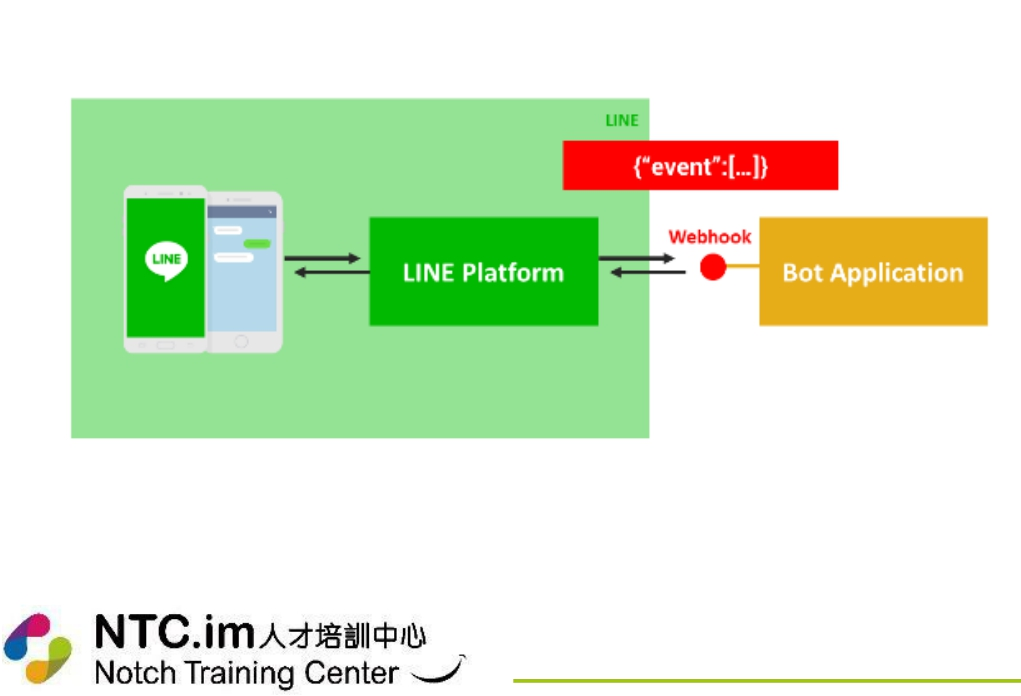 LINE
{“event”:[…]}
Webhook
LINE
LINE Platform
Bot Application
NTC.im人才培訓中心
Notch Training Center